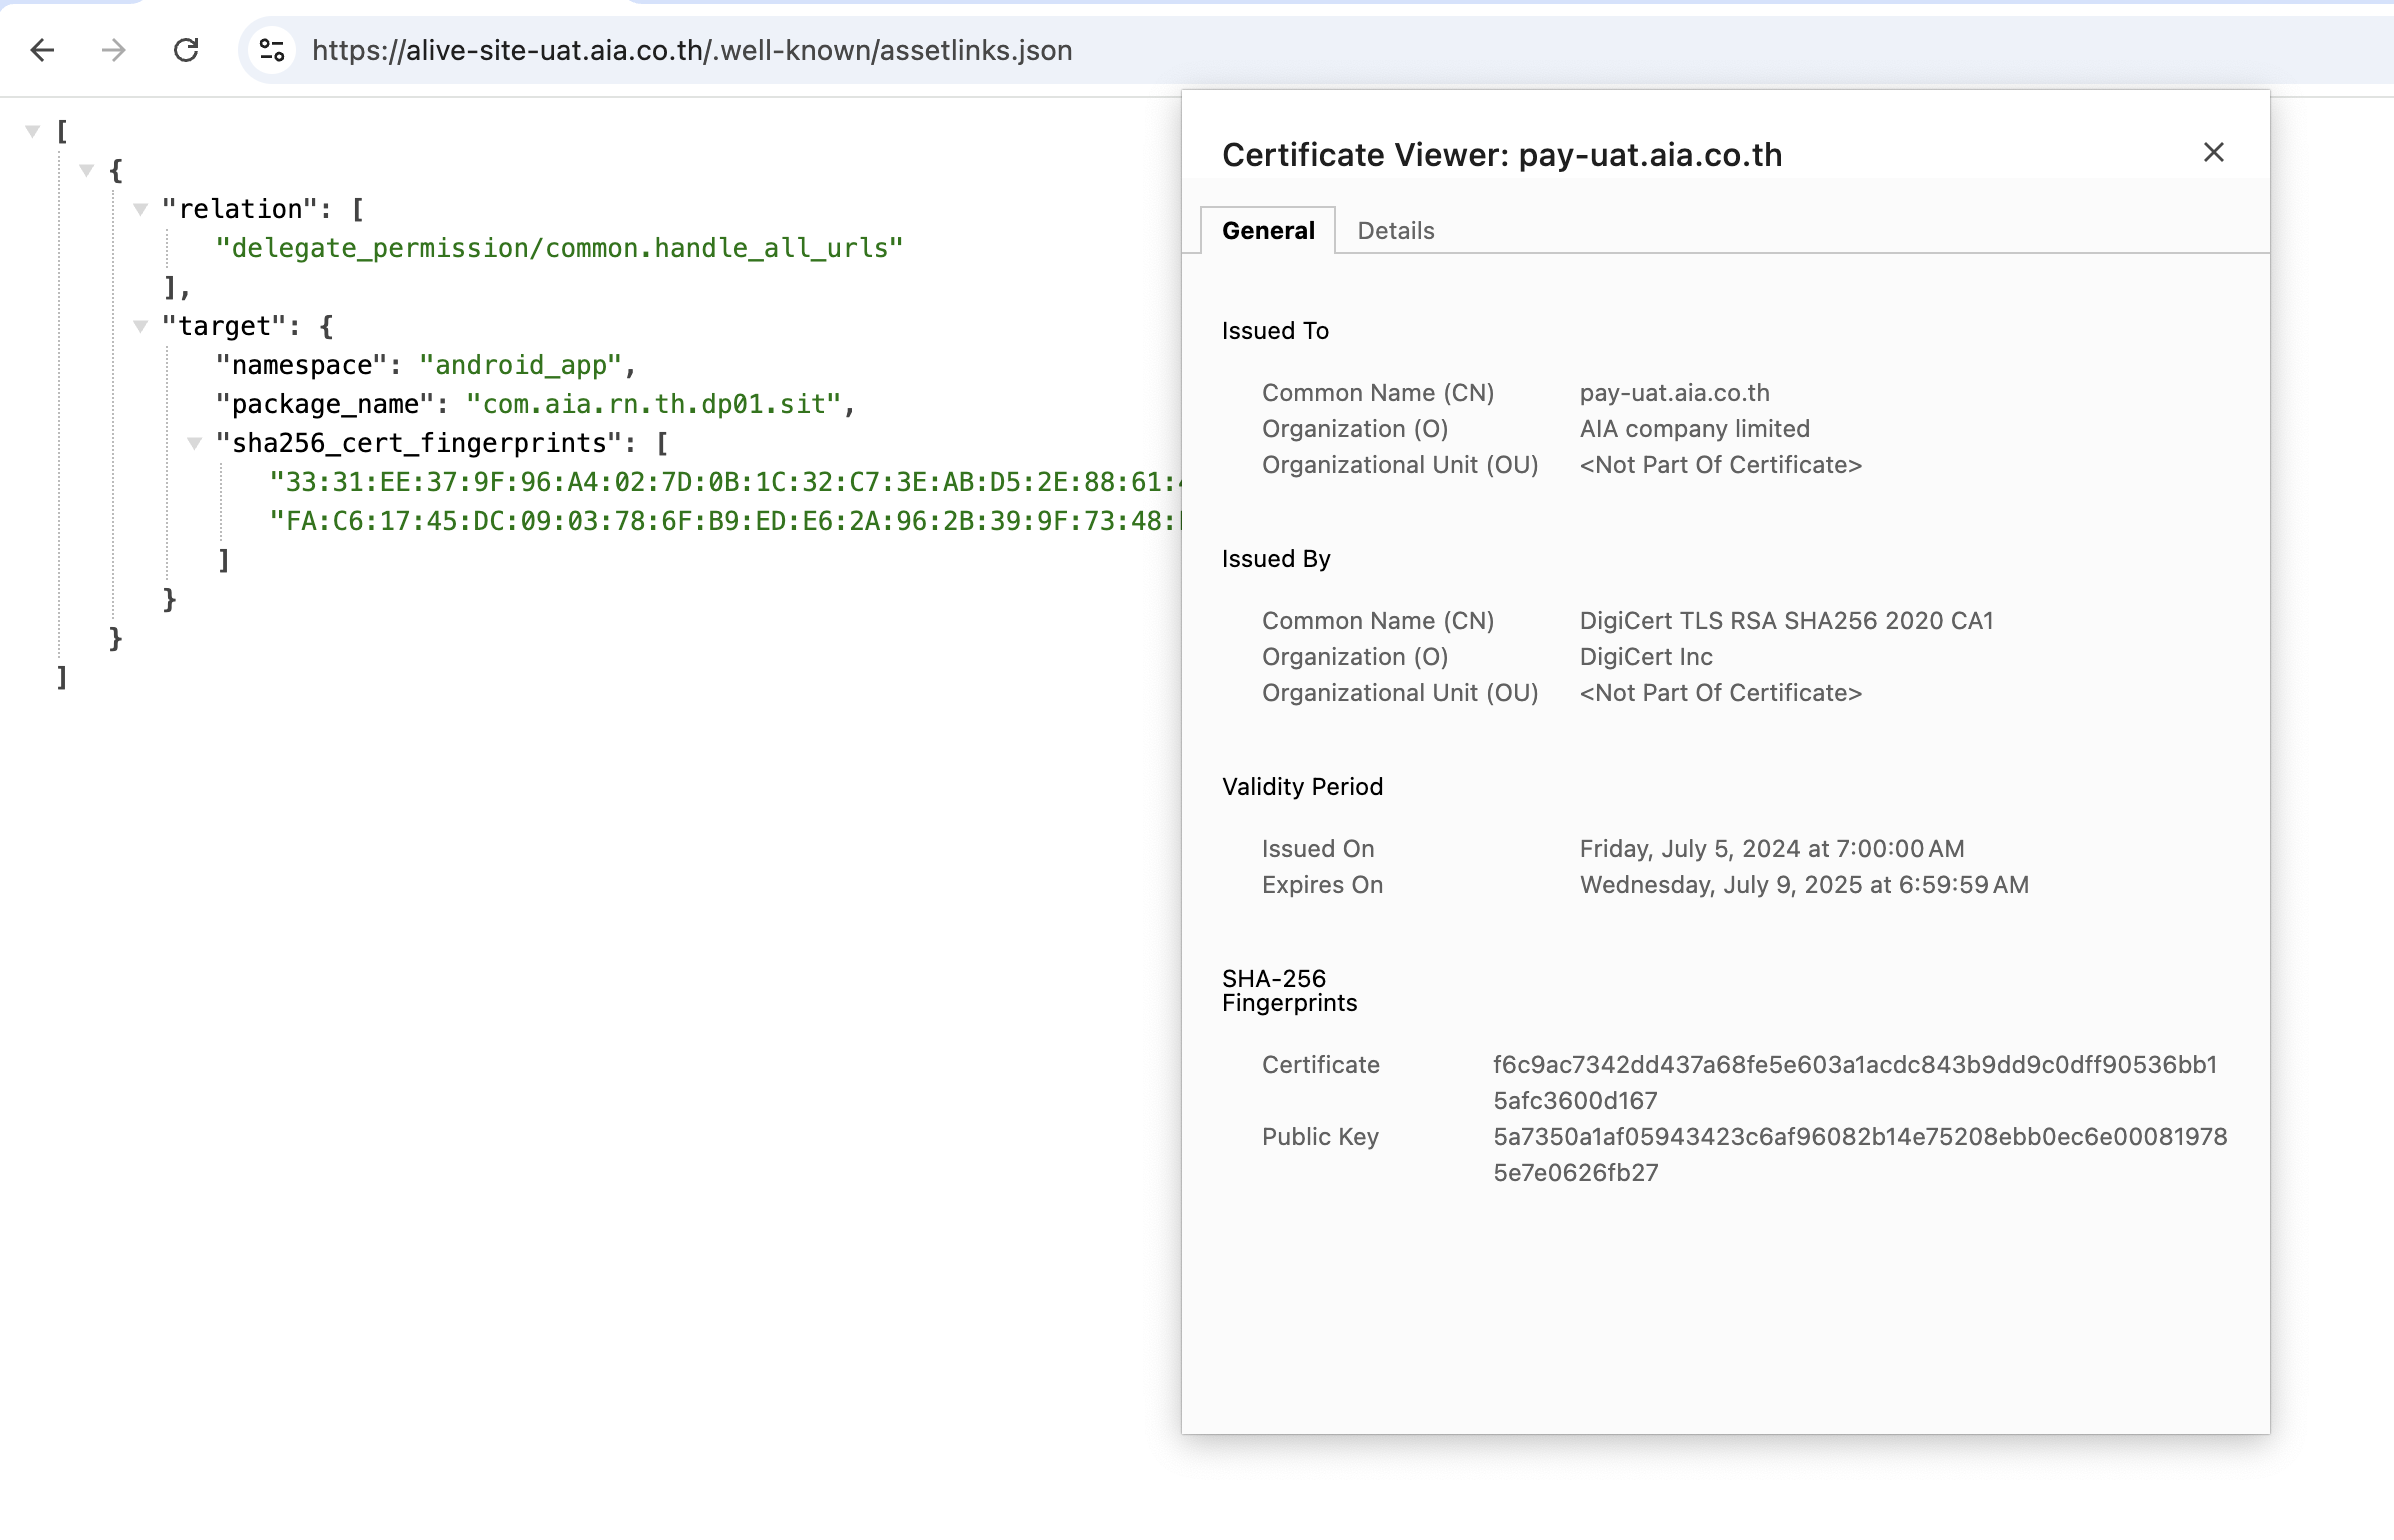 https://alive-site-uat.aia.co.th/.well-known/assetlinks.json
[
{
"relation": [
"delegate_permission/common.handle_all_urls"
],
"target": {
"namespace": "android_app",
"package_name": "com.aia.rn.th.dp01.sit",
"sha256_cert_fingerprints": [
"33:31:EE:37:9F:96:A4:02:7D:0B:1C:32:C7:3E:AB:D5:2E:88:61:
"FA:C6:17:45:DC:09:03:78:6F:B9:ED:E6:2A:96:2B:39:9F:73:48:
]
}
}
]
Certificate Viewer: pay-uat.aia.co.th
General Details
Issued To
Common Name (CN) pay-uat.aia.co.th
Organization (O) AIA company limited
Organizational Unit (OU) <Not Part Of Certificate>
Issued By
Common Name (CN) DigiCert TLS RSA SHA256 2020 CA1
Organization (O) DigiCert Inc
Organizational Unit (OU) <Not Part Of Certificate>
Validity Period
Issued On Friday, July 5, 2024 at 7:00:00 AM
Expires On Wednesday, July 9, 2025 at 6:59:59 AM
SHA-256
Fingerprints
Certificate f6c9ac7342dd437a68fe5e603a1acdc843b9dd9c0dff90536bb1
5afc3600d167
Public Key 5a7350a1af05943423c6af96082b14e75208ebb0ec6e00081978
5e7e0626fb27